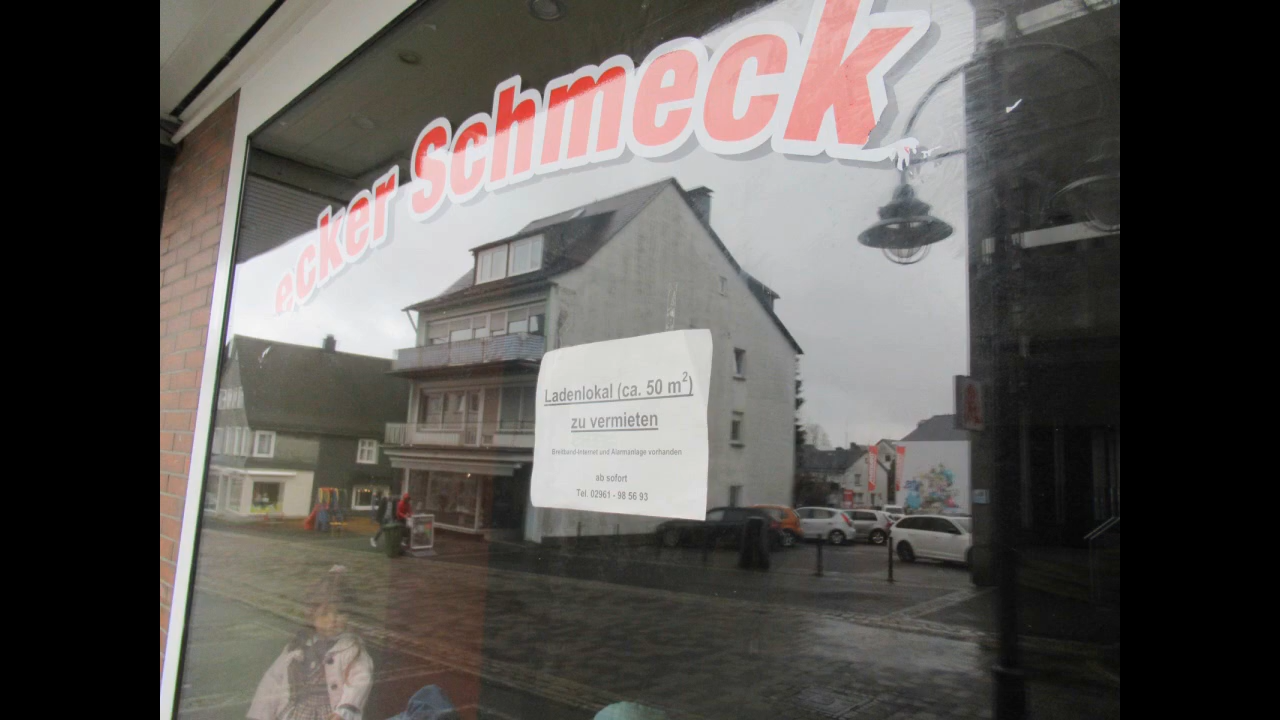 ecker Schmeck
Ladenlokal (ca. 50 m²)
zu vermieten
Breitband-Internet und Alarmanlage vorhanden
ab sofort
Tel. 02961 - 98 56 93